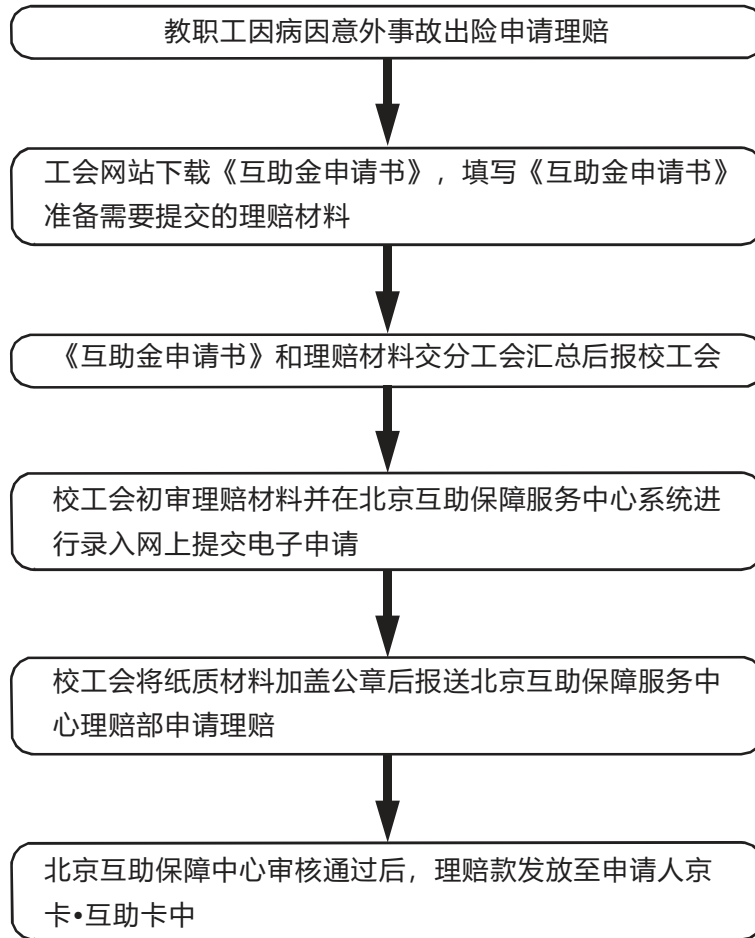 教职工因病因意外事故出险申请理赔
工会网站下载《互助金申请书》，填写《互助金申请书》
准备需要提交的理赔材料
《互助金申请书》和理赔材料交分工会汇总后报校工会
校工会初审理赔材料并在北京互助保障服务中心系统进
行录入网上提交电子申请
校工会将纸质材料加盖公章后报送北京互助保障服务中
心理赔部申请理赔
北京互助保障中心审核通过后，理赔款发放至申请人京
卡•互助卡中